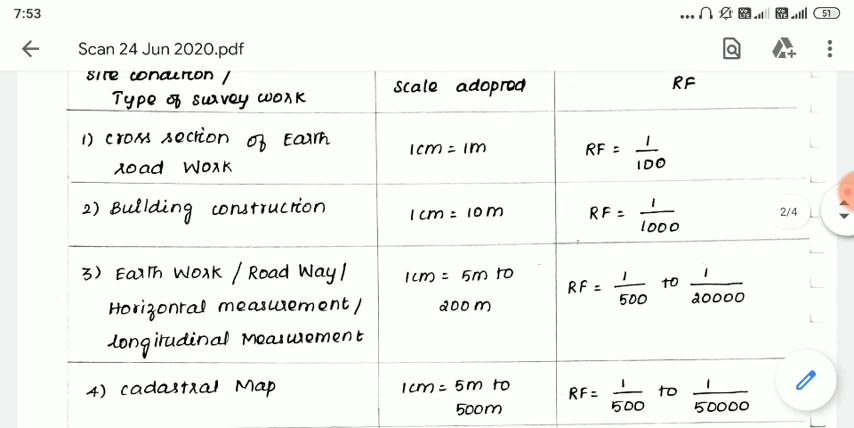 7:53
51
Scan 24 Jun 2020.pdf
Site condition /
Type of survey work
Scale adopted
RF
1) Cross section of Earth
road work
1cm = 1m
RF = 1/100
2) Building construction
1cm = 10m
RF = 1/1000
2/4
3) Earth work / Road way /
Horizontal measurement /
longitudinal measurement
1cm = 5m to
200m
RF = 1/500 to 1/20000
4) Cadastral Map
1cm = 5m to
500m
RF = 1/500 to 1/50000